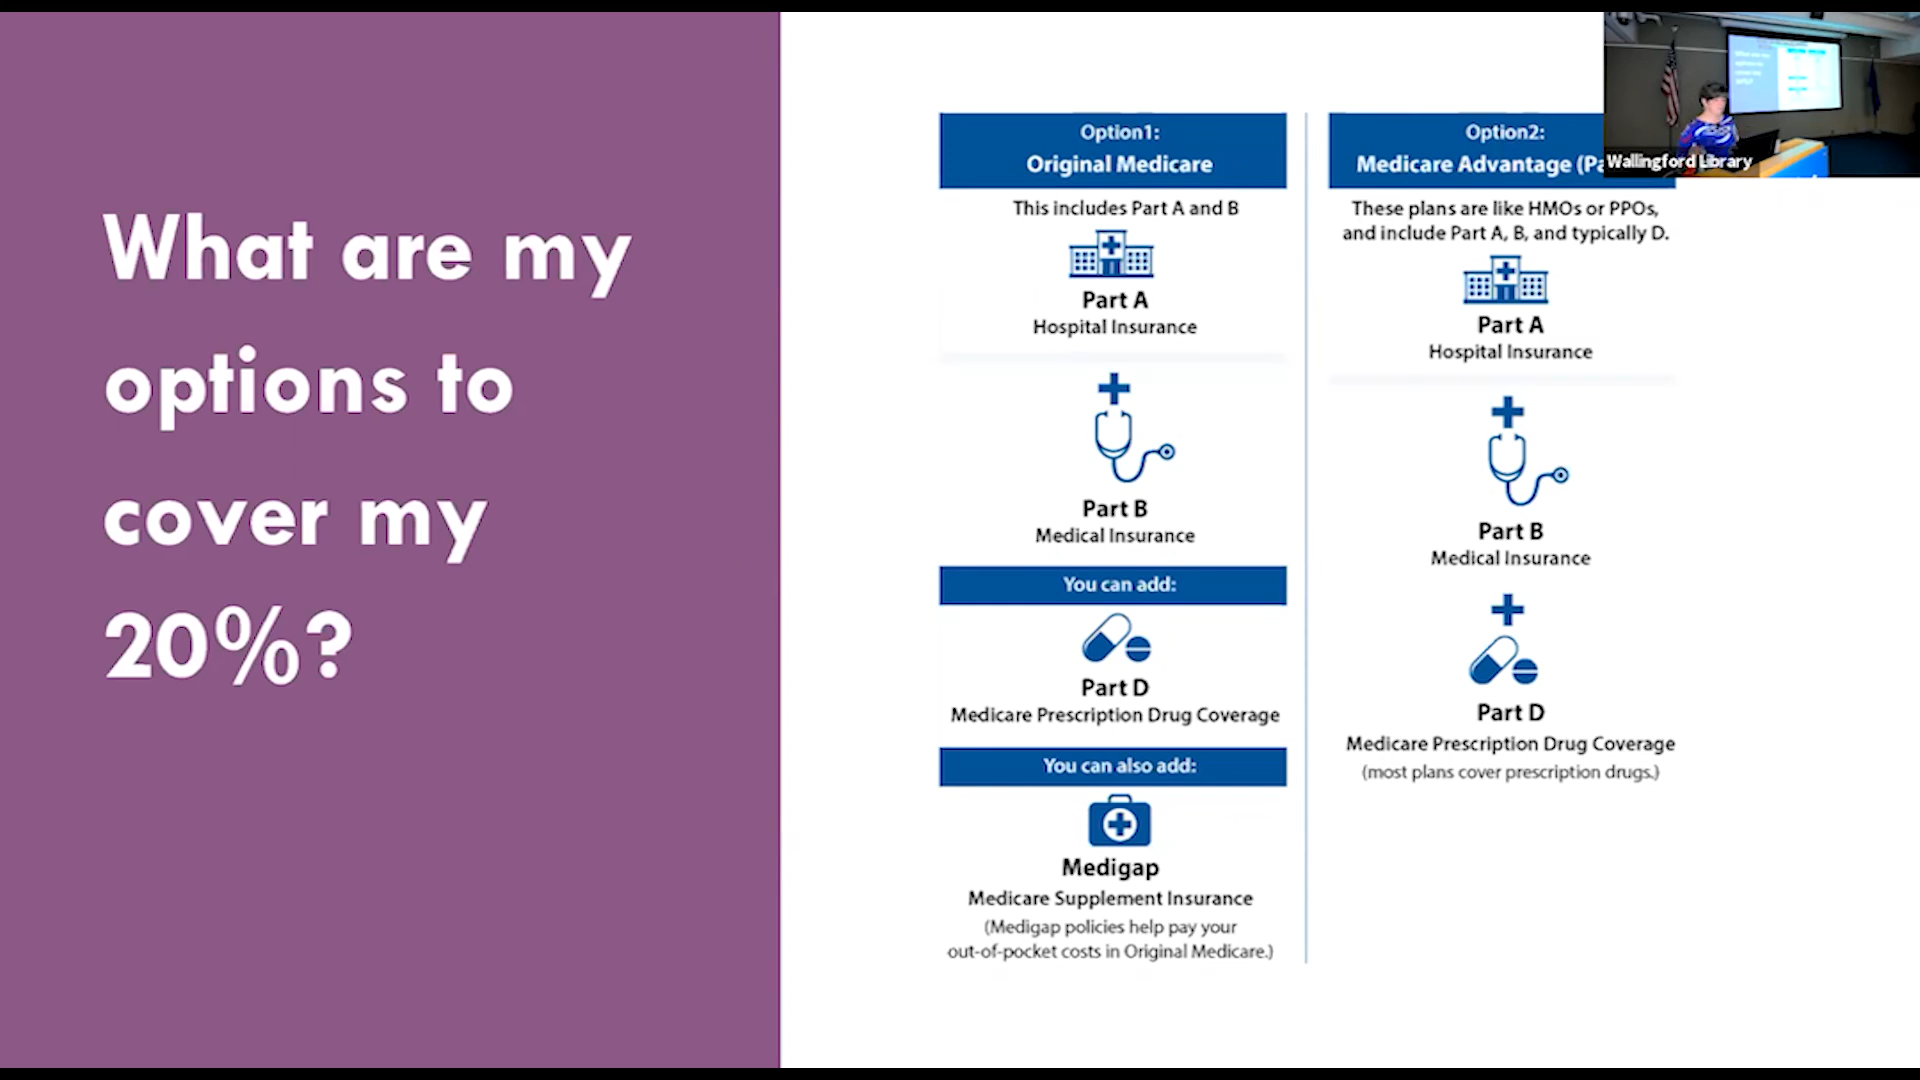 What are my
options to
cover my
20%?
Option1:
Original Medicare
This includes Part A and B
Part A
Hospital Insurance
Part B
Medical Insurance
You can add:
Part D
Medicare Prescription Drug Coverage
You can also add:
Medigap
Medicare Supplement Insurance
(Medigap policies help pay your
out-of-pocket costs in Original Medicare.)
Option2:
Medicare Advantage (Pa
These plans are like HMOs or PPOs,
and include Part A, B, and typically D.
Part A
Hospital Insurance
Part B
Medical Insurance
Part D
Medicare Prescription Drug Coverage
(most plans cover prescription drugs.)
Wallingford Library